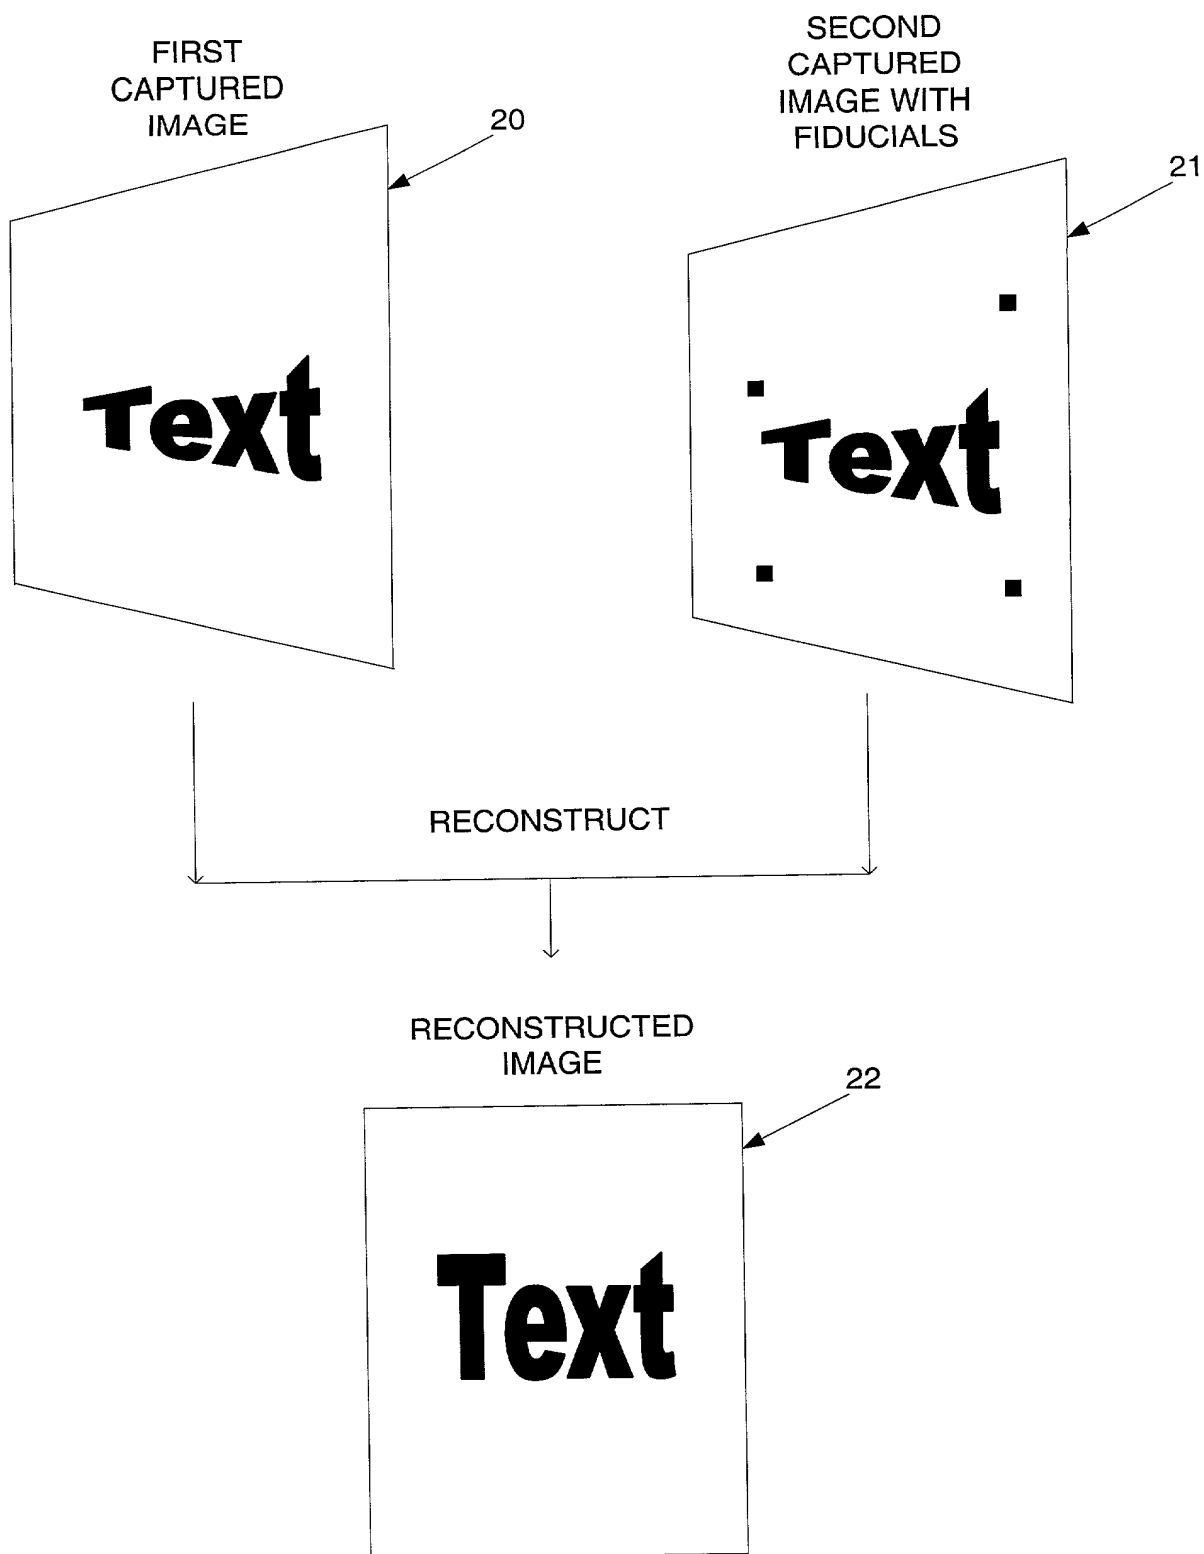 FIRST
CAPTURED
IMAGE
20
SECOND
CAPTURED
IMAGE WITH
FIDUCIALS
21
Text
Text
RECONSTRUCT
RECONSTRUCTED
IMAGE
22
Text